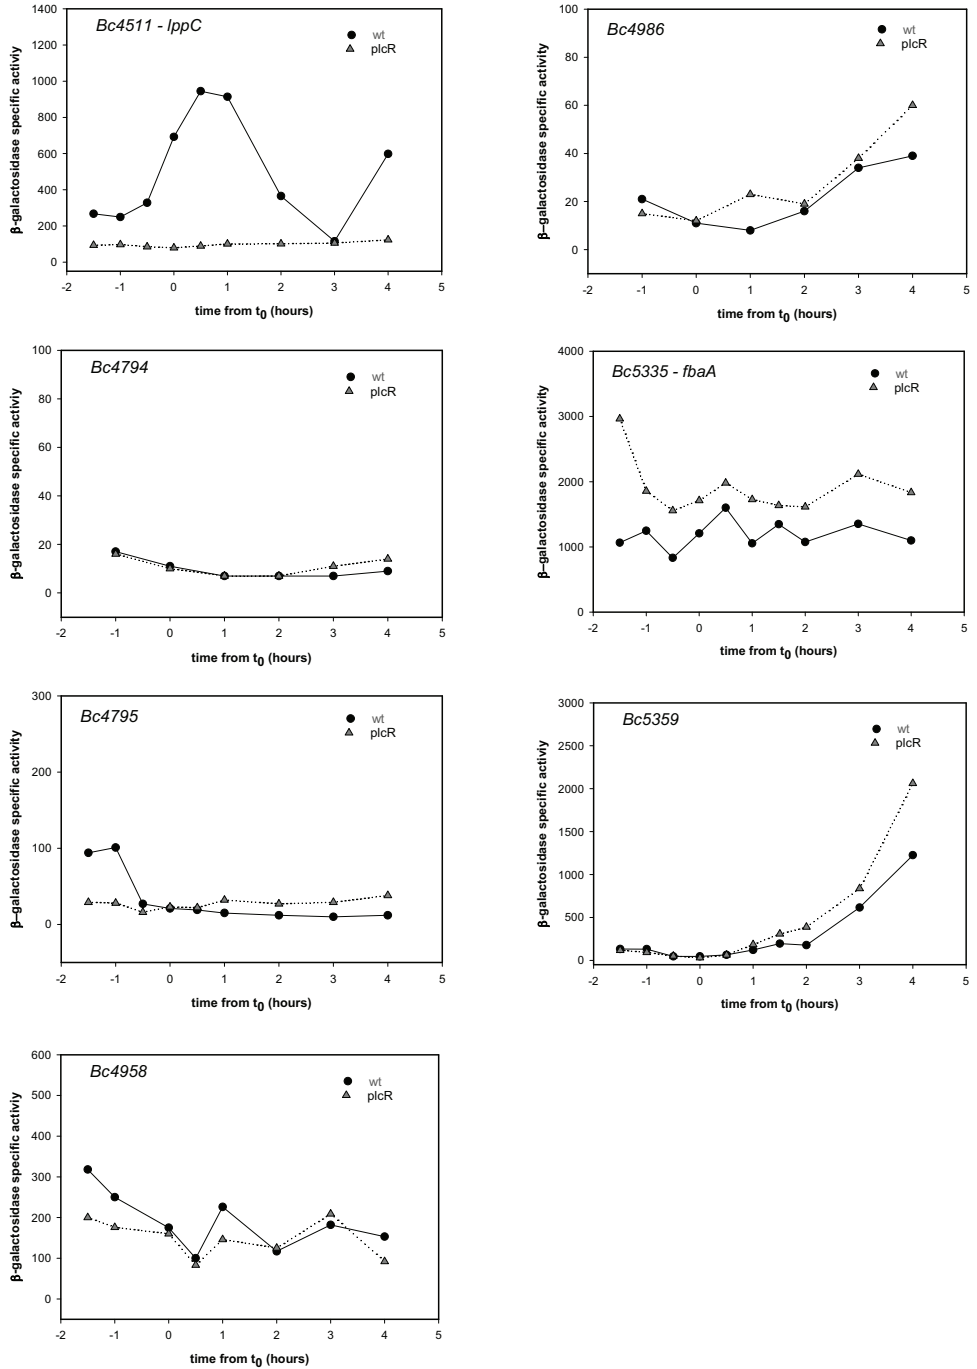 Bc4511 - lppC
wt
plcR
β-galactosidase specific activiy
1400
1200
1000
800
600
400
200
0
-2 -1 0 1 2 3 4 5
time from t0 (hours)
Bc4986
wt
plcR
β–galactosidase specific activiy
100
80
60
40
20
0
-2 -1 0 1 2 3 4 5
time from t0 (hours)
Bc4794
wt
plcR
β-galactosidase specific activiy
100
80
60
40
20
0
-2 -1 0 1 2 3 4 5
time from t0 (hours)
Bc5335 - fbaA
wt
plcR
β–galactosidase specific activiy
4000
3000
2000
1000
0
-2 -1 0 1 2 3 4 5
time from t0 (hours)
Bc4795
wt
plcR
β–galactosidase specific activiy
300
200
100
0
-2 -1 0 1 2 3 4 5
time from t0 (hours)
Bc5359
wt
plcR
β-galactosidase specific activiy
3000
2500
2000
1500
1000
500
0
-2 -1 0 1 2 3 4 5
time from t0 (hours)
Bc4958
wt
plcR
β-galactosidase specific activiy
600
500
400
300
200
100
0
-2 -1 0 1 2 3 4 5
time from t0 (hours)